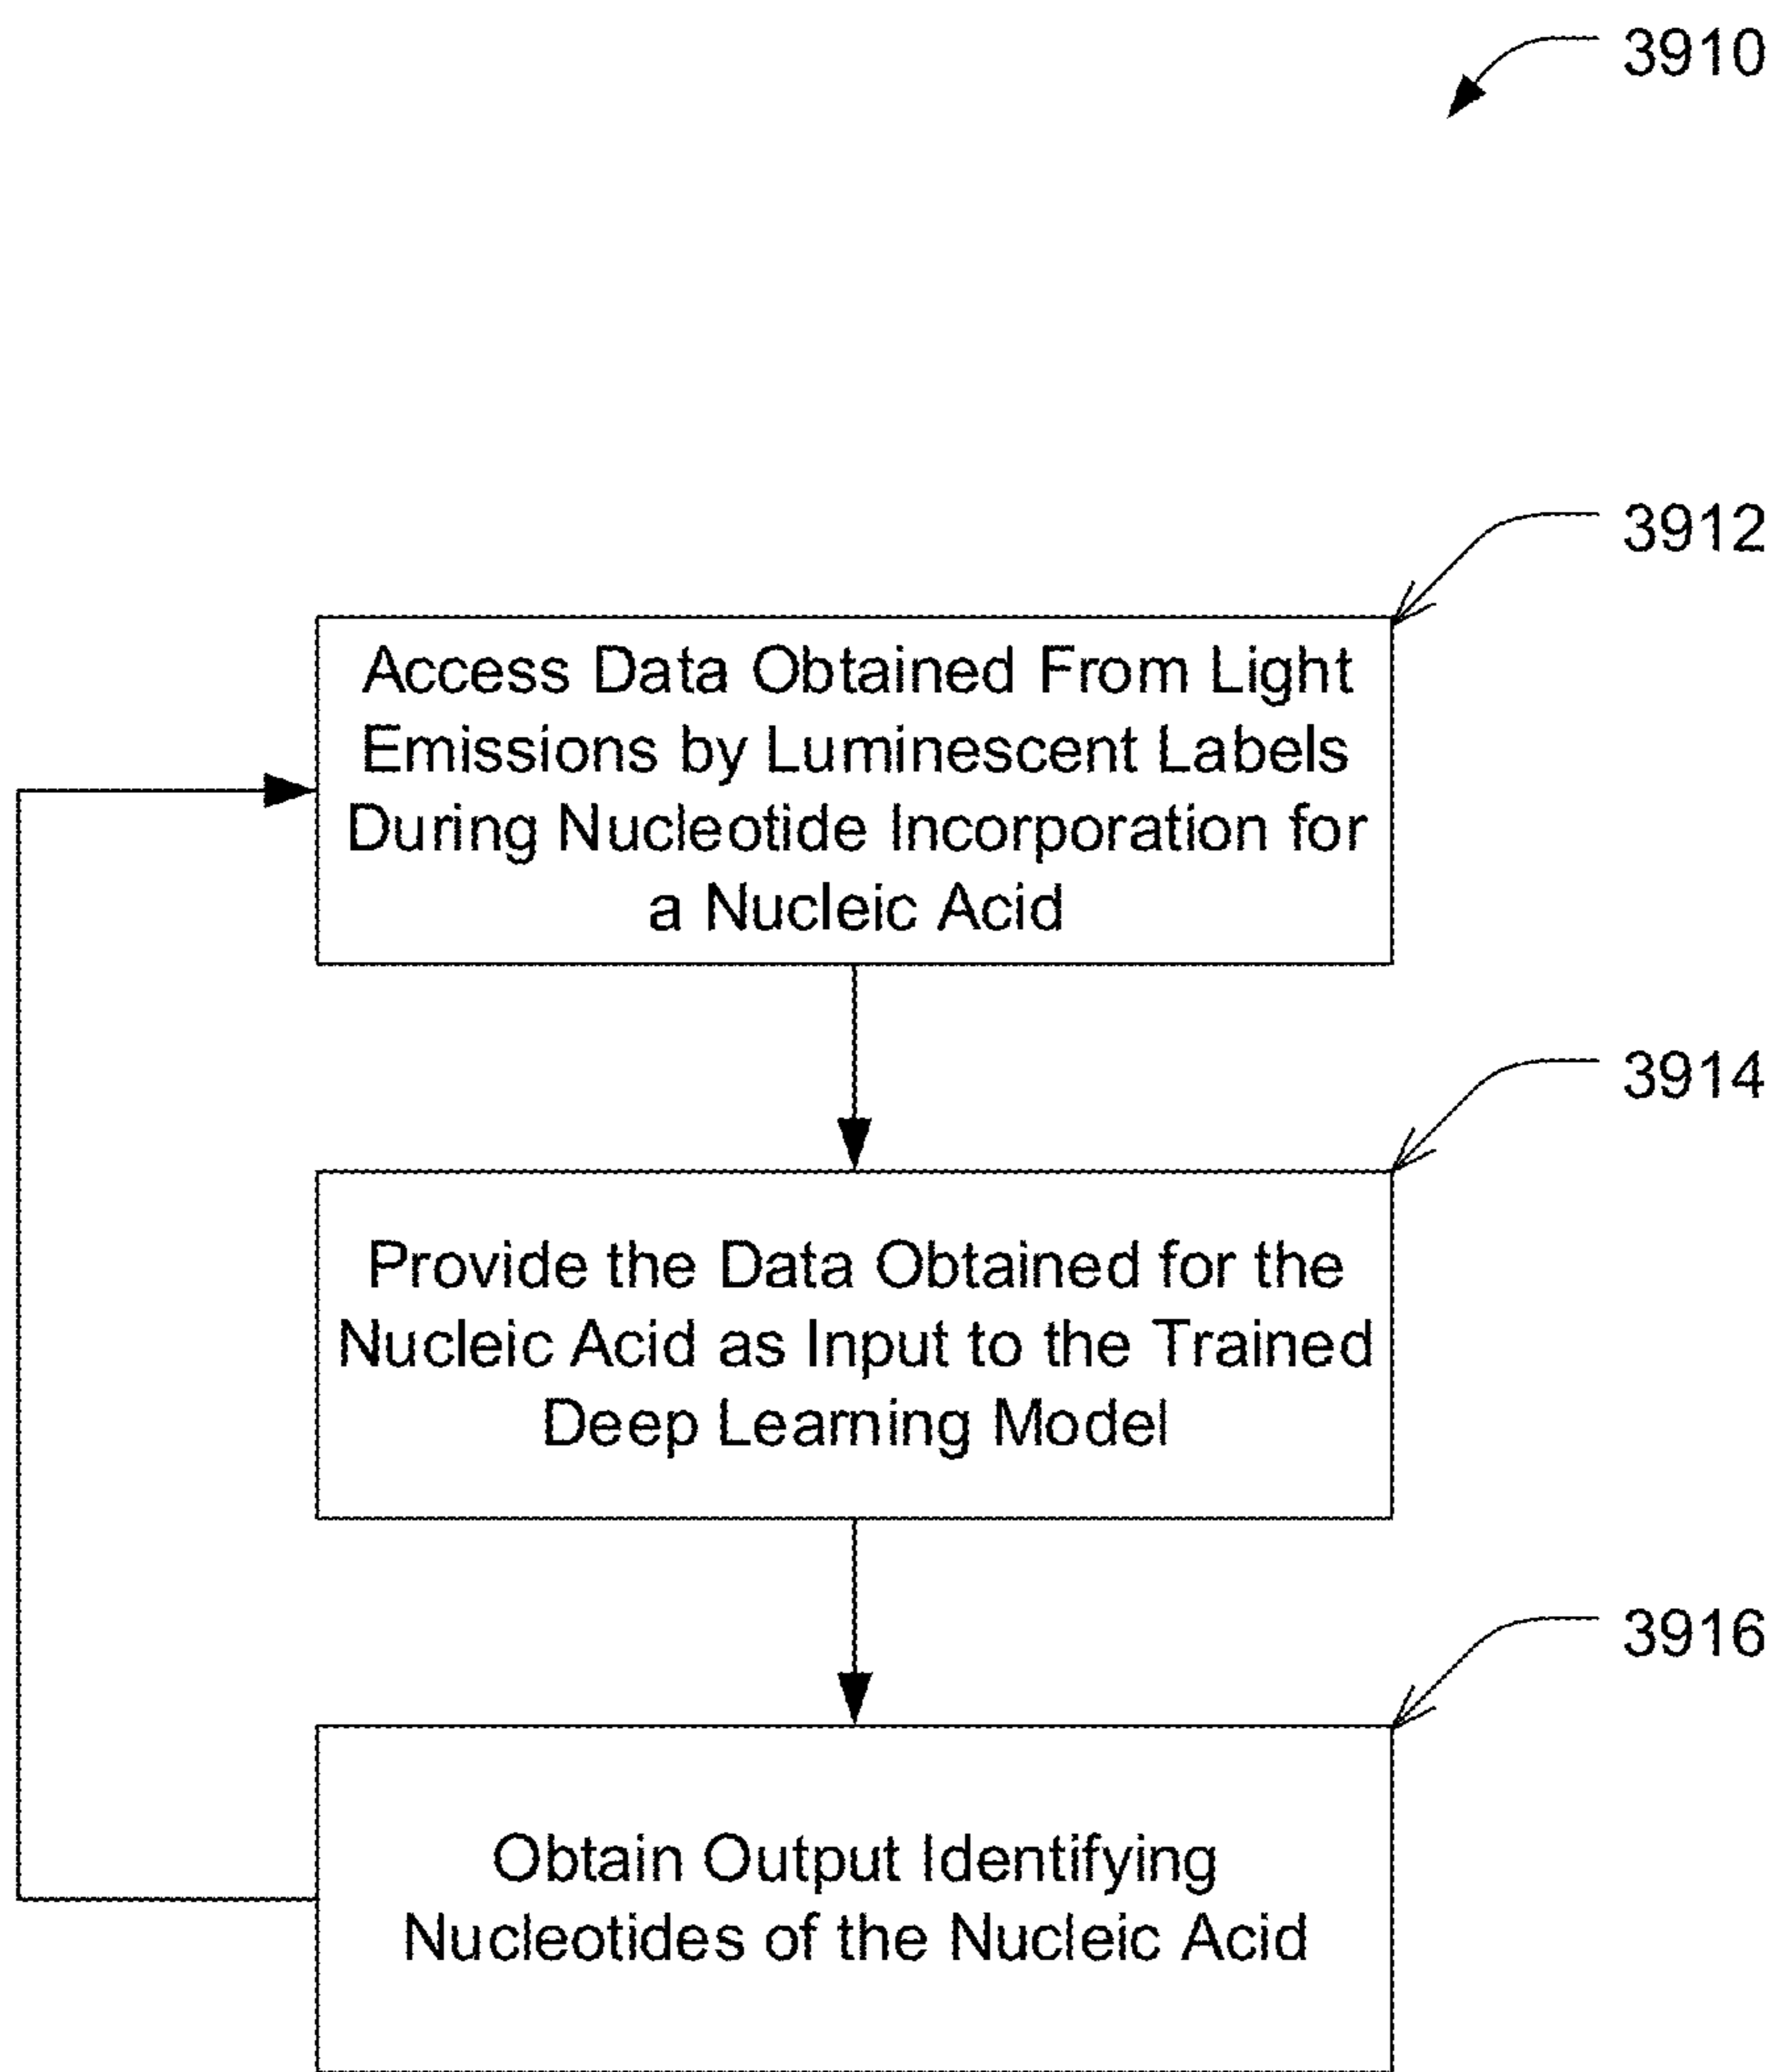 3910
3912
Access Data Obtained From Light
Emissions by Luminescent Labels
During Nucleotide Incorporation for
a Nucleic Acid
3914
Provide the Data Obtained for the
Nucleic Acid as Input to the Trained
Deep Learning Model
3916
Obtain Output Identifying
Nucleotides of the Nucleic Acid